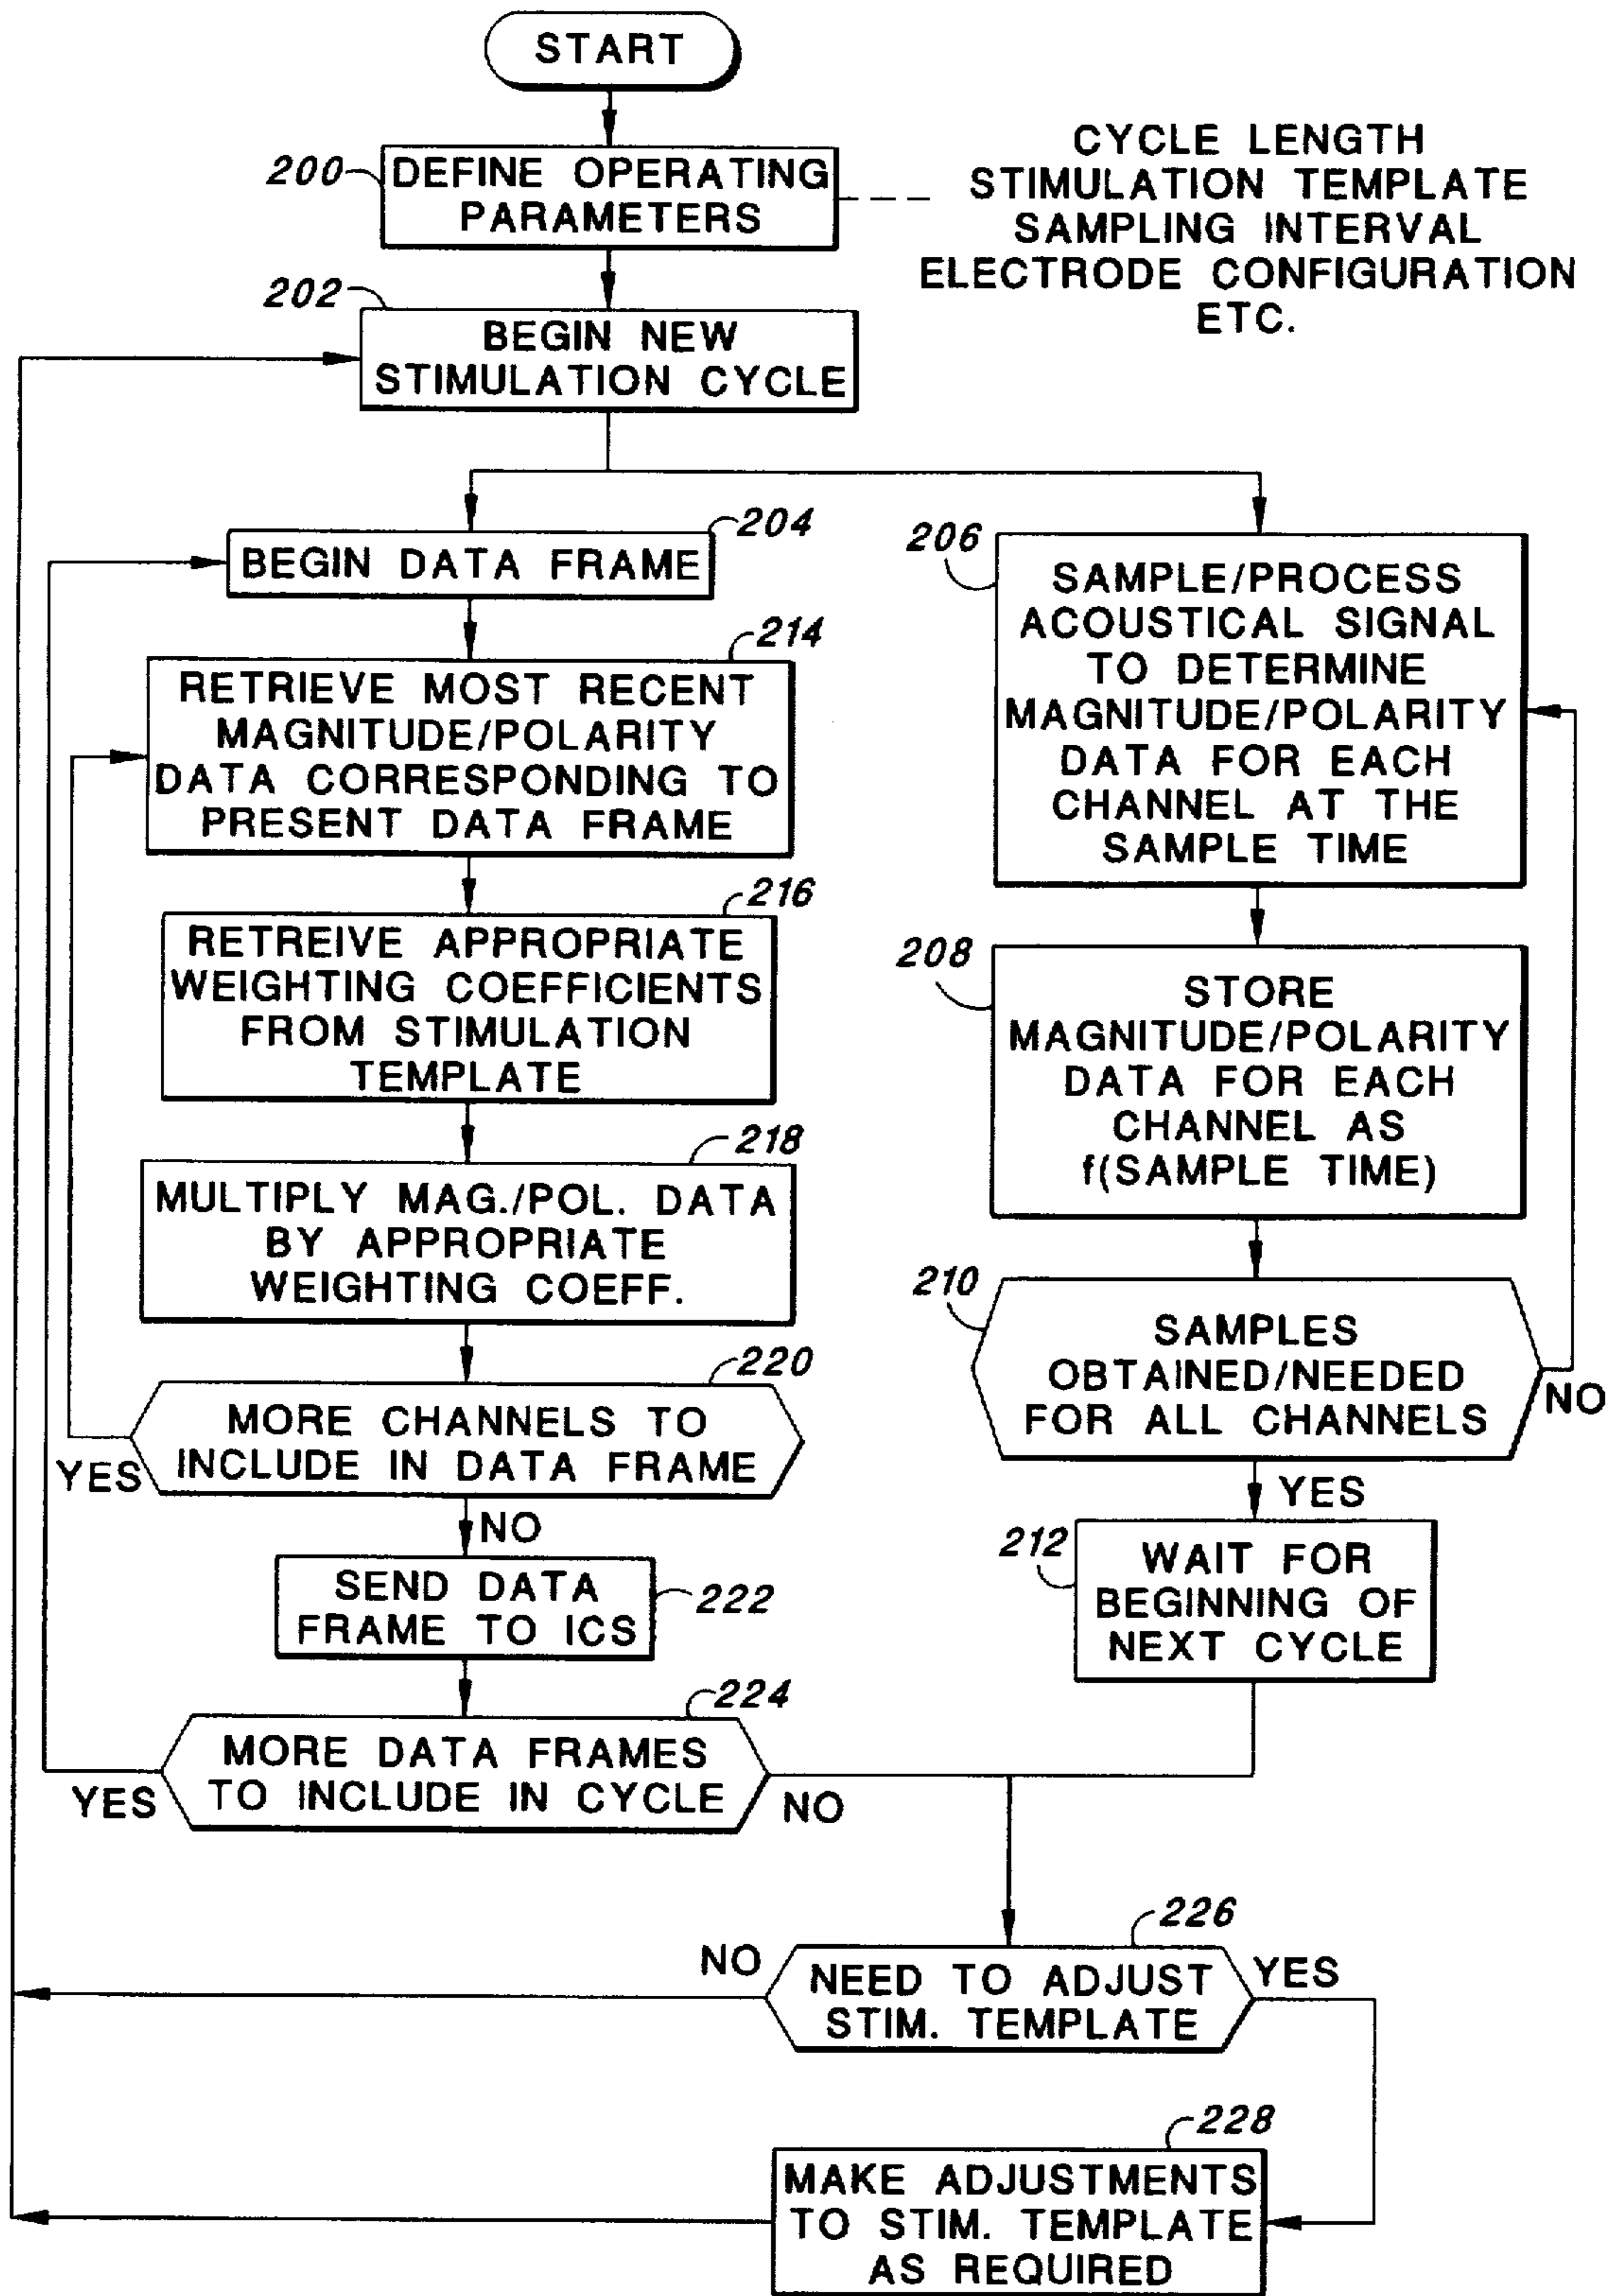 START
200
DEFINE OPERATING
PARAMETERS
CYCLE LENGTH
STIMULATION TEMPLATE
SAMPLING INTERVAL
ELECTRODE CONFIGURATION
ETC.
202
BEGIN NEW
STIMULATION CYCLE
204
BEGIN DATA FRAME
214
RETRIEVE MOST RECENT
MAGNITUDE/POLARITY
DATA CORRESPONDING TO
PRESENT DATA FRAME
216
RETREIVE APPROPRIATE
WEIGHTING COEFFICIENTS
FROM STIMULATION
TEMPLATE
218
MULTIPLY MAG./POL. DATA
BY APPROPRIATE
WEIGHTING COEFF.
220
MORE CHANNELS TO
INCLUDE IN DATA FRAME
YES
NO
SEND DATA
FRAME TO ICS
222
224
MORE DATA FRAMES
TO INCLUDE IN CYCLE
YES
NO
206
SAMPLE/PROCESS
ACOUSTICAL SIGNAL
TO DETERMINE
MAGNITUDE/POLARITY
DATA FOR EACH
CHANNEL AT THE
SAMPLE TIME
208
STORE
MAGNITUDE/POLARITY
DATA FOR EACH
CHANNEL AS
f(SAMPLE TIME)
210
SAMPLES
OBTAINED/NEEDED
FOR ALL CHANNELS
NO
YES
212
WAIT FOR
BEGINNING OF
NEXT CYCLE
226
NO
NEED TO ADJUST
STIM. TEMPLATE
YES
228
MAKE ADJUSTMENTS
TO STIM. TEMPLATE
AS REQUIRED